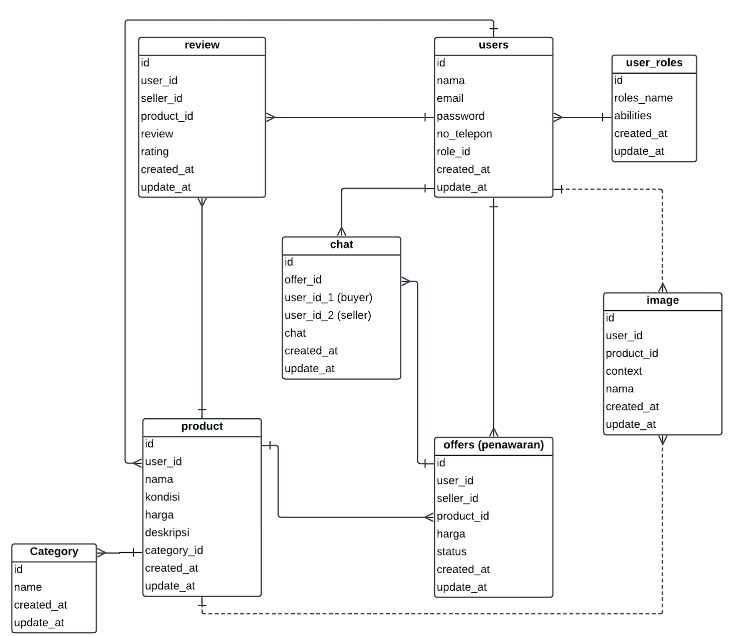 review
id
user_id
seller_id
product_id
review
rating
created_at
update_at
users
id
nama
email
password
no_telepon
role_id
created_at
update_at
user_roles
id
roles_name
abilities
created_at
update_at
chat
id
offer_id
user_id_1 (buyer)
user_id_2 (seller)
chat
created_at
update_at
image
id
user_id
product_id
context
nama
created_at
update_at
product
id
user_id
nama
kondisi
harga
deskripsi
category_id
created_at
update_at
offers (penawaran)
id
user_id
seller_id
product_id
harga
status
created_at
update_at
Category
id
name
created_at
update_at